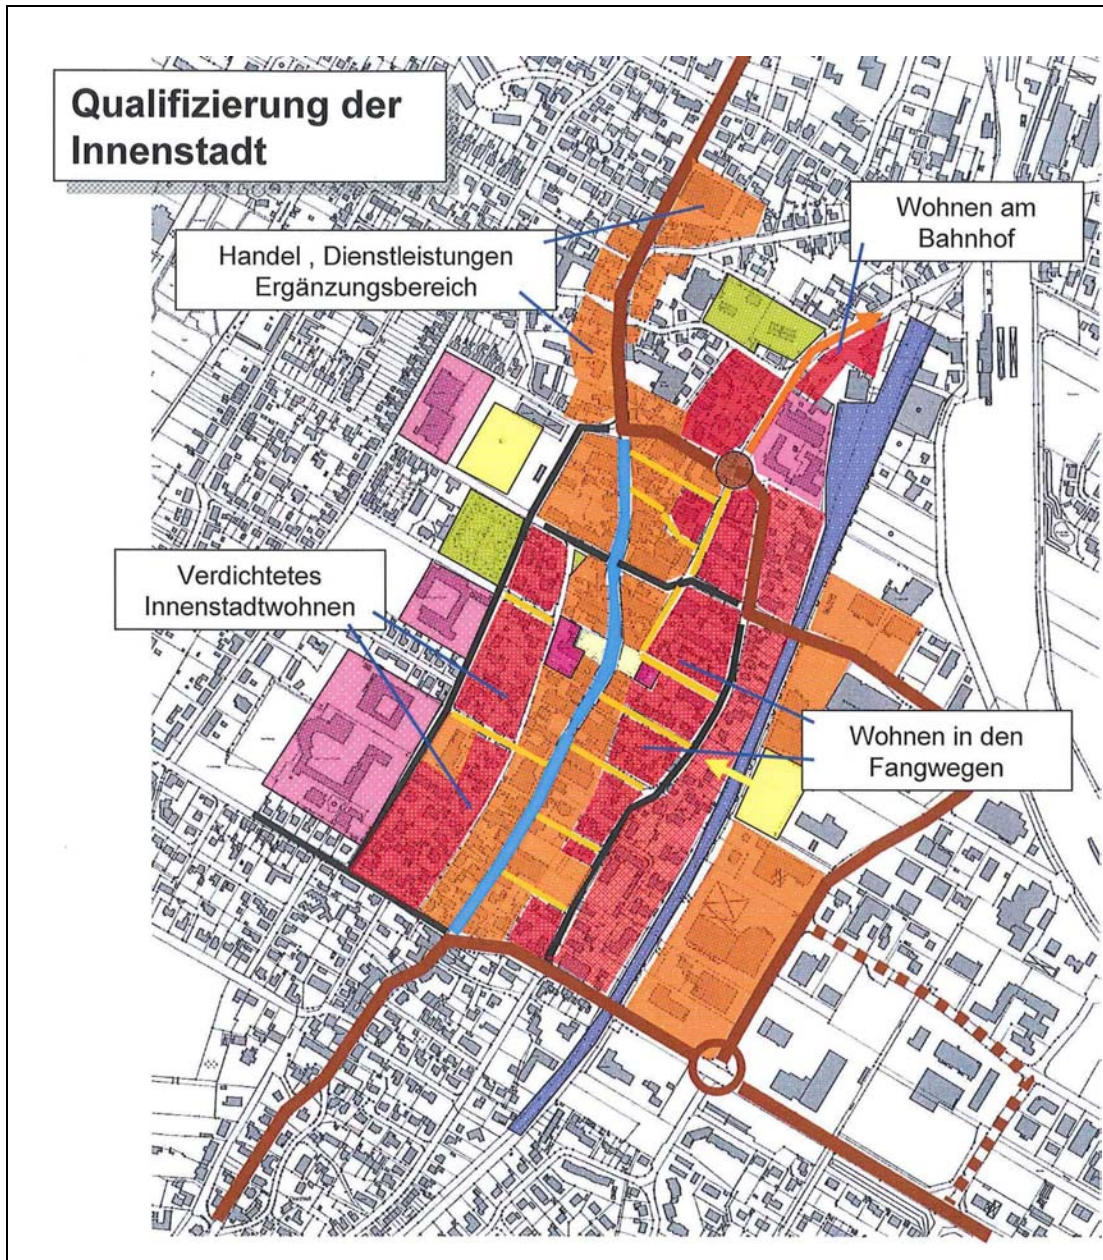 Qualifizierung der
Innenstadt
Wohnen am
Bahnhof
Handel , Dienstleistungen
Ergänzungsbereich
Verdichtetes
Innenstadtwohnen
Wohnen in den
Fangwegen